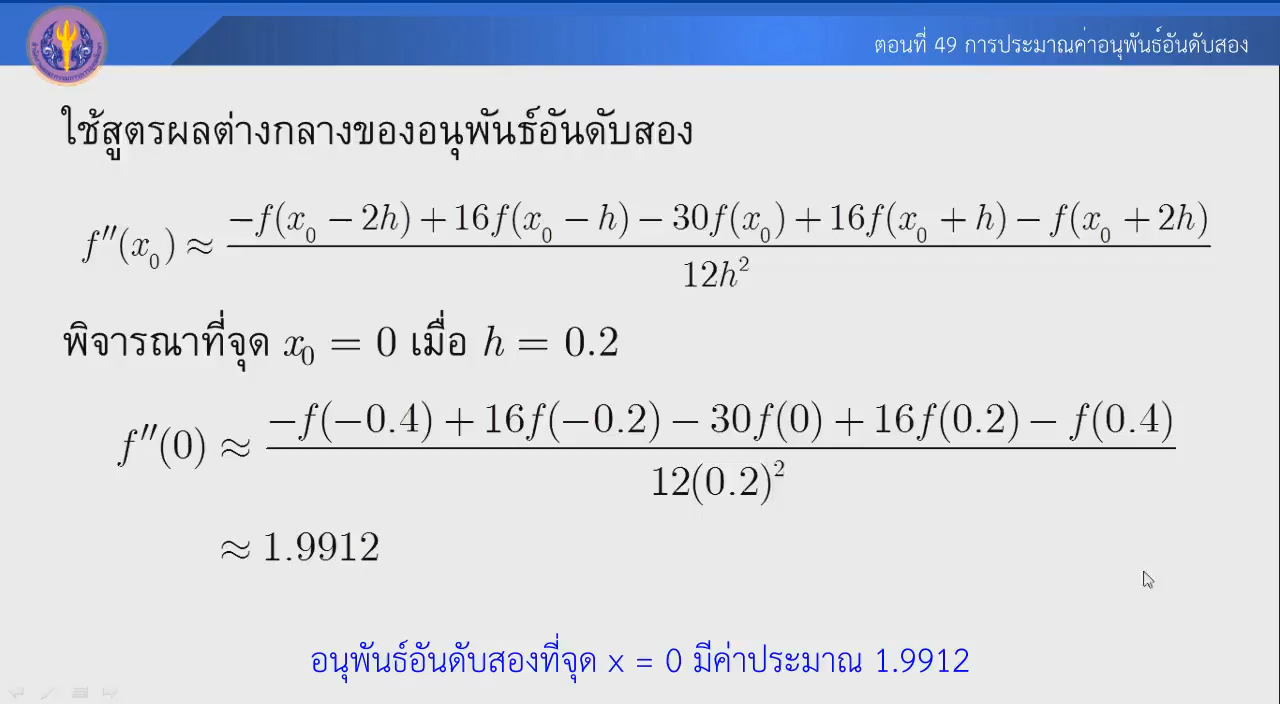 ตอนที่ 49 การประมาณค่าอนุพันธ์อันดับสอง
ใช้สูตรผลต่างกลางของอนุพันธ์อันดับสอง
f''(x₀) ≈ (−f(x₀ − 2h) + 16f(x₀ − h) − 30f(x₀) + 16f(x₀ + h) − f(x₀ + 2h)) / 12h²
พิจารณาที่จุด x₀ = 0 เมื่อ h = 0.2
f''(0) ≈ (−f(−0.4) + 16f(−0.2) − 30f(0) + 16f(0.2) − f(0.4)) / 12(0.2)²
≈ 1.9912
อนุพันธ์อันดับสองที่จุด x = 0 มีค่าประมาณ 1.9912